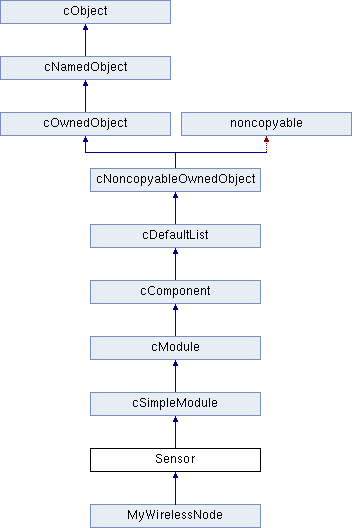 cObject
cNamedObject
cOwnedObject
noncopyable
cNoncopyableOwnedObject
cDefaultList
cComponent
cModule
cSimpleModule
Sensor
MyWirelessNode